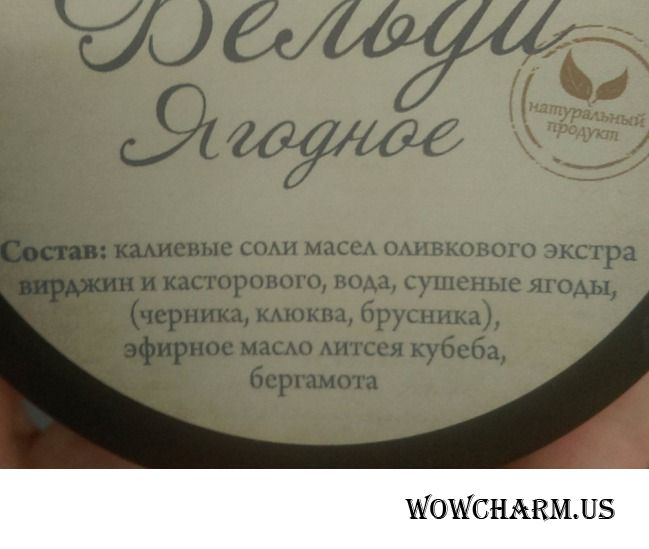 Бельди
Ягодное
натуральный
продукт
Состав: калиевые соли масел оливкового экстра
вирджин и касторового, вода, сушеные ягоды,
(черника, клюква, брусника),
эфирное масло литсея кубеба,
бергамота
WOWCHARM.US